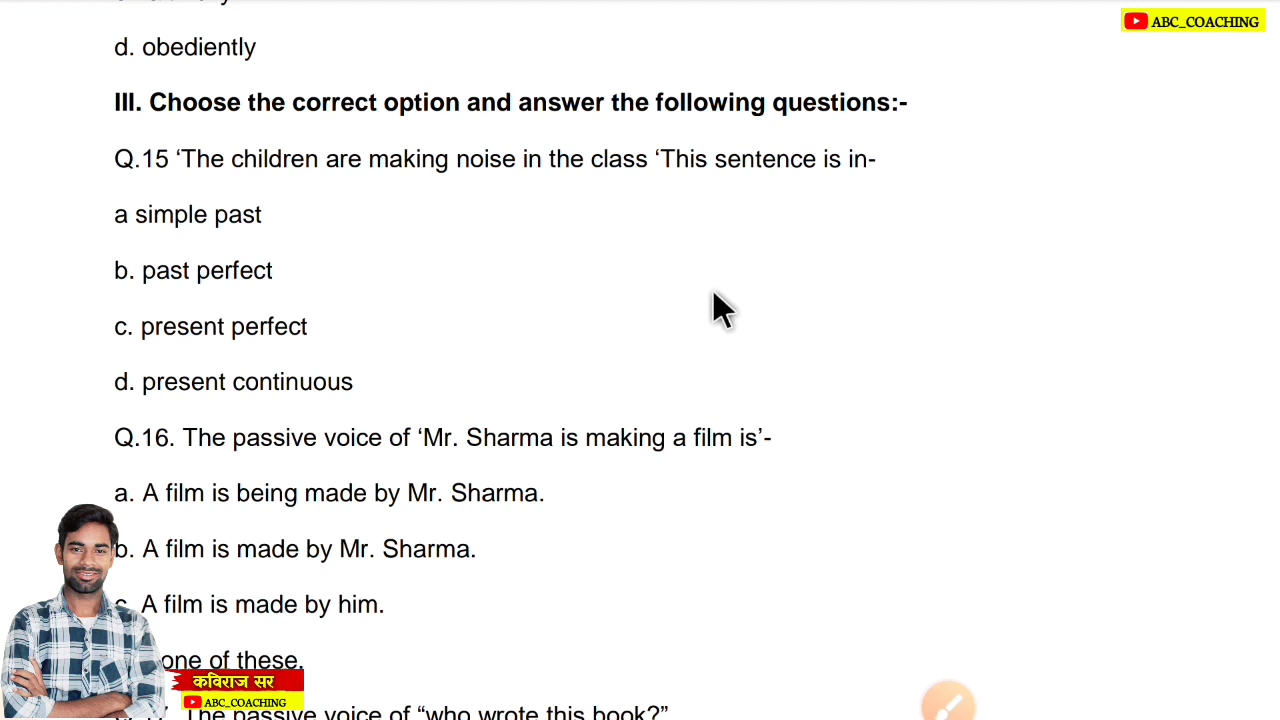 ABC_COACHING
d. obediently
III. Choose the correct option and answer the following questions:-
Q.15 ‘The children are making noise in the class ‘This sentence is in-
a simple past
b. past perfect
c. present perfect
d. present continuous
Q.16. The passive voice of ‘Mr. Sharma is making a film is’-
a. A film is being made by Mr. Sharma.
b. A film is made by Mr. Sharma.
c. A film is made by him.
one of these.
कविराज सर
ABC_COACHING
The passive voice of “who wrote this book?”